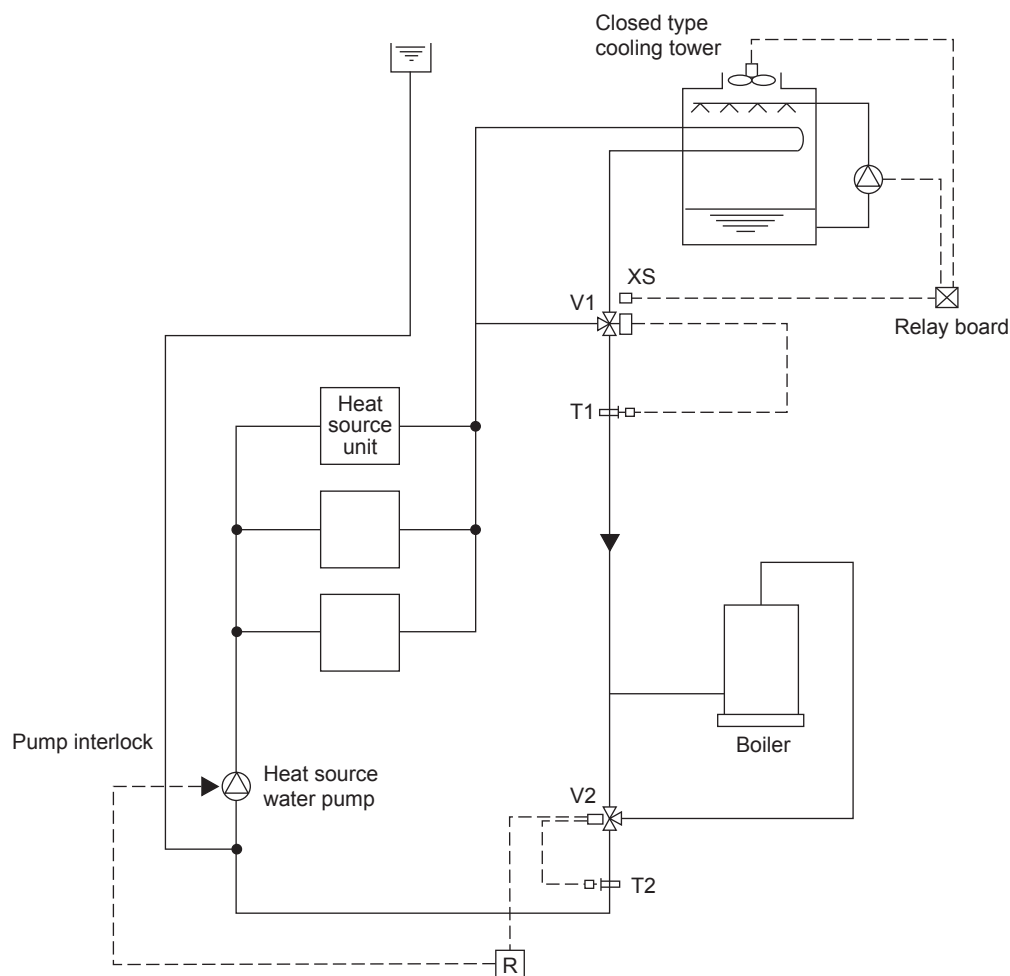 Closed type
cooling tower
XS
V1
Relay board
T1
Heat
source
unit
Pump interlock
Heat source
water pump
Boiler
V2
T2
R